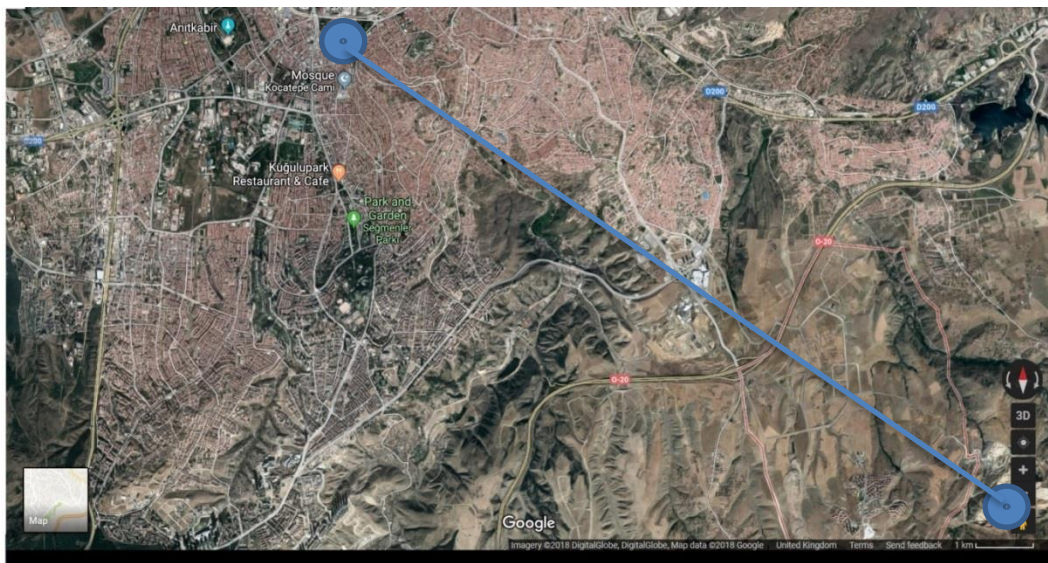 Anıtkabir
Mosque
Kocatepe Cami
D200
D200
D200
Kuğulupark
Restaurant & Cafe
Park and
Garden
Seğmenler
Parkı
O-20
O-20
3D
+
Map
Google
Imagery ©2018 DigitalGlobe, DigitalGlobe, Map data ©2018 Google United Kingdom Terms Send feedback 1 km